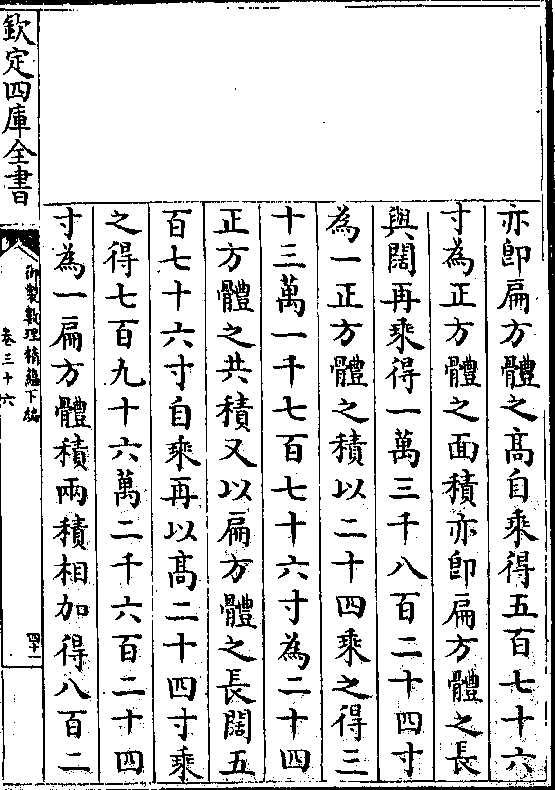 亦卽扁方體之高自乘得五百七十六
寸為正方體之面積亦卽扁方體之長
與闊再乘得一萬三千八百二十四寸
為一正方體之積以二十四乘之得三
十三萬一千七百七十六寸為二十四
正方體之共積又以扁方體之長闊五
百七十六寸自乘再以高二十四寸乘
之得七百九十六萬二千六百二十四
寸為一扁方體積兩積相加得八百二
欽定四庫全書
御製數理精蘊下編
卷三十六
四十一